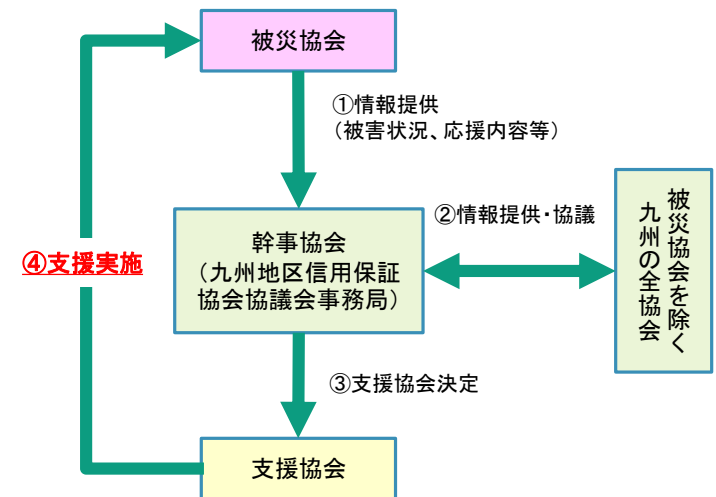 被災協会
①情報提供
（被害状況、応援内容等）
幹事協会
（九州地区信用保証
協会協議会事務局）
②情報提供・協議
被災協会を除く
九州の全協会
③支援協会決定
④支援実施
支援協会